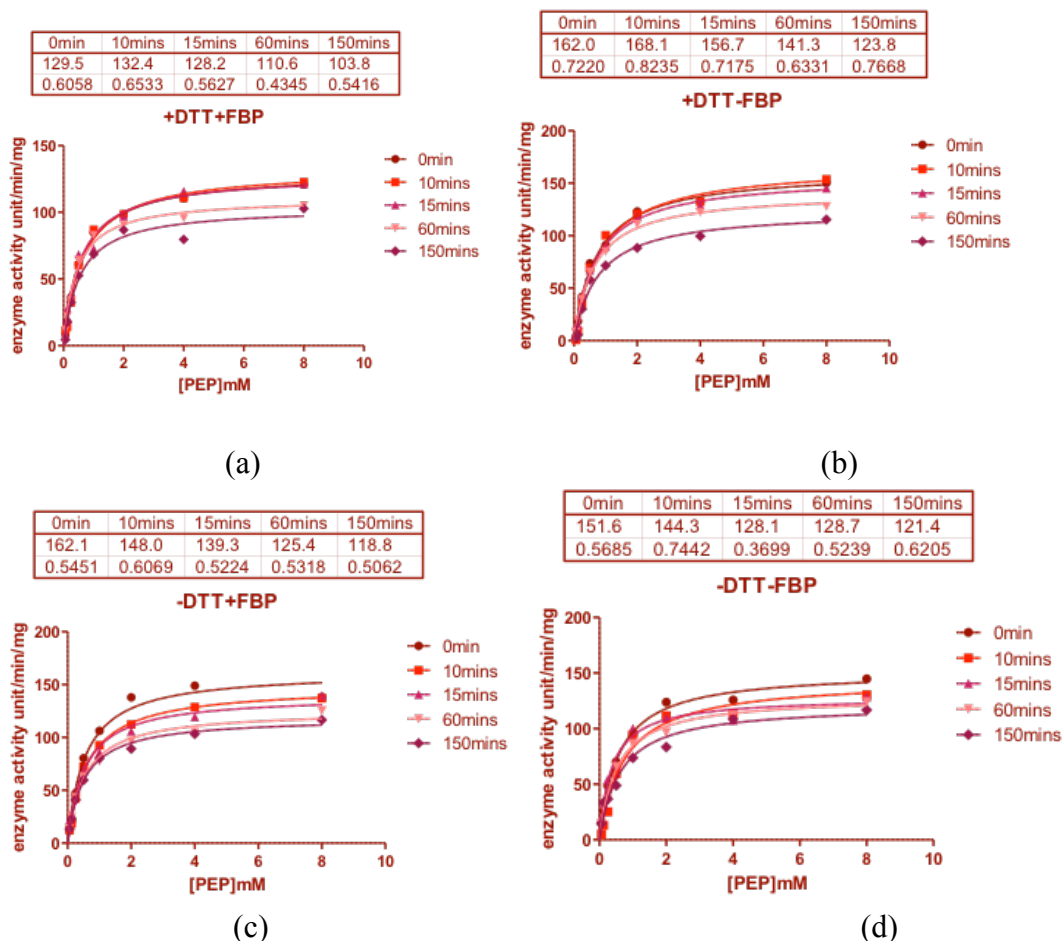 0min 10mins 15mins 60mins 150mins
129.5 132.4 128.2 110.6 103.8
0.6058 0.6533 0.5627 0.4345 0.5416
+DTT+FBP
enzyme activity unit/min/mg
150
100
50
0
0 2 4 6 8 10
[PEP]mM
0min
10mins
15mins
60mins
150mins
(a)
0min 10mins 15mins 60mins 150mins
162.0 168.1 156.7 141.3 123.8
0.7220 0.8235 0.7175 0.6331 0.7668
+DTT-FBP
enzyme activity unit/min/mg
200
150
100
50
0
0 2 4 6 8 10
[PEP]mM
0min
10mins
15mins
60mins
150mins
(b)
0min 10mins 15mins 60mins 150mins
162.1 148.0 139.3 125.4 118.8
0.5451 0.6069 0.5224 0.5318 0.5062
-DTT+FBP
enzyme activity unit/min/mg
200
150
100
50
0
0 2 4 6 8 10
[PEP]mM
0min
10mins
15mins
60mins
150mins
(c)
0min 10mins 15mins 60mins 150mins
151.6 144.3 128.1 128.7 121.4
0.5685 0.7442 0.3699 0.5239 0.6205
-DTT-FBP
enzyme activity unit/min/mg
200
150
100
50
0
0 2 4 6 8 10
[PEP]mM
0min
10mins
15mins
60mins
150mins
(d)